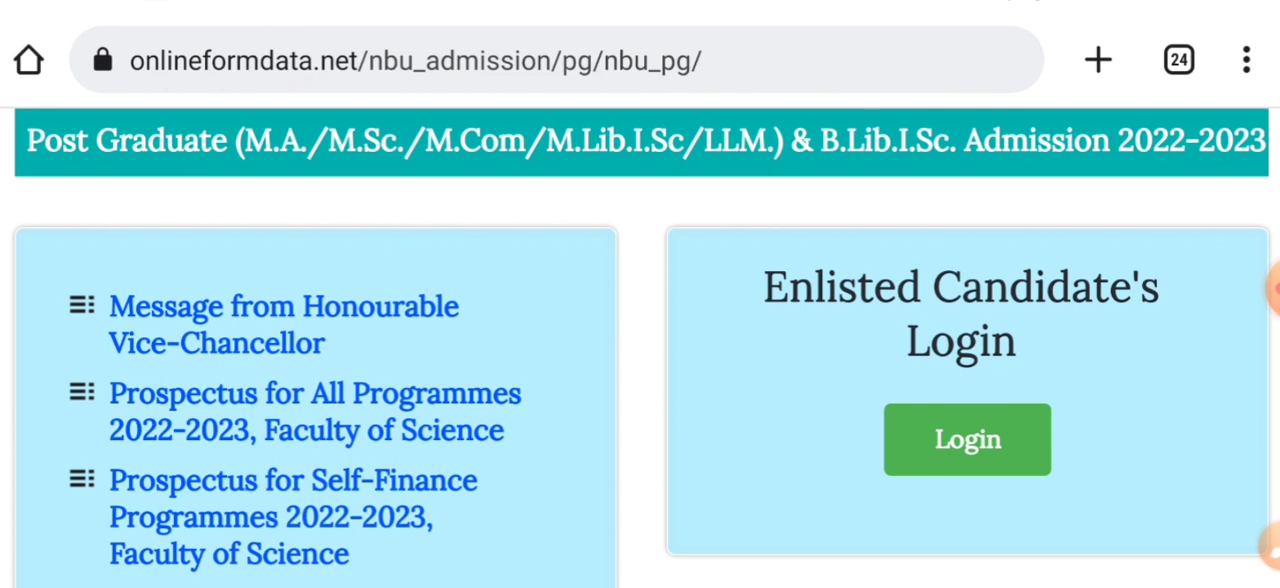 onlineformdata.net/nbu_admission/pg/nbu_pg/
24
Post Graduate (M.A./M.Sc./M.Com/M.Lib.I.Sc/LLM.) & B.Lib.I.Sc. Admission 2022-2023
Message from Honourable
Vice-Chancellor
Prospectus for All Programmes
2022-2023, Faculty of Science
Prospectus for Self-Finance
Programmes 2022-2023,
Faculty of Science
Enlisted Candidate's
Login
Login